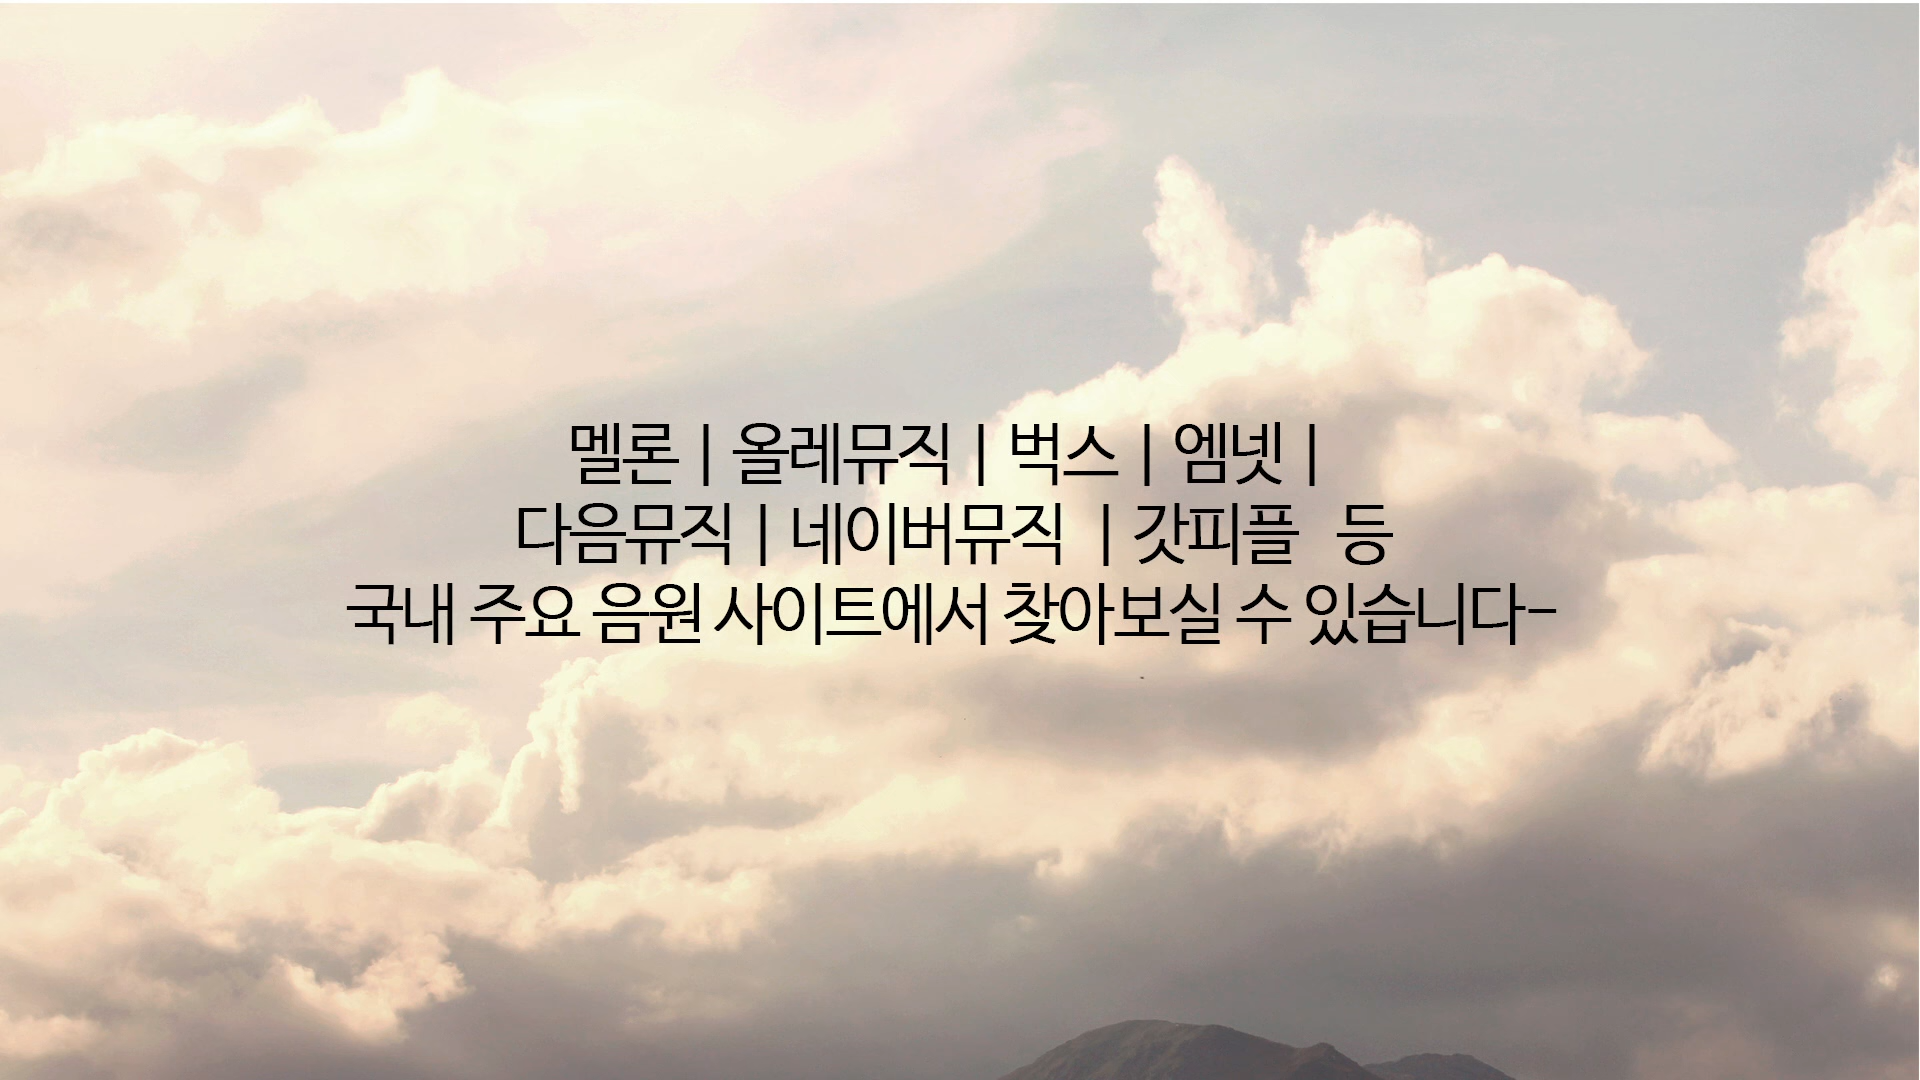 멜론 | 올레뮤직 | 벅스 | 엠넷 |
다음뮤직 | 네이버뮤직 | 갓피플 등
국내 주요 음원 사이트에서 찾아보실 수 있습니다-